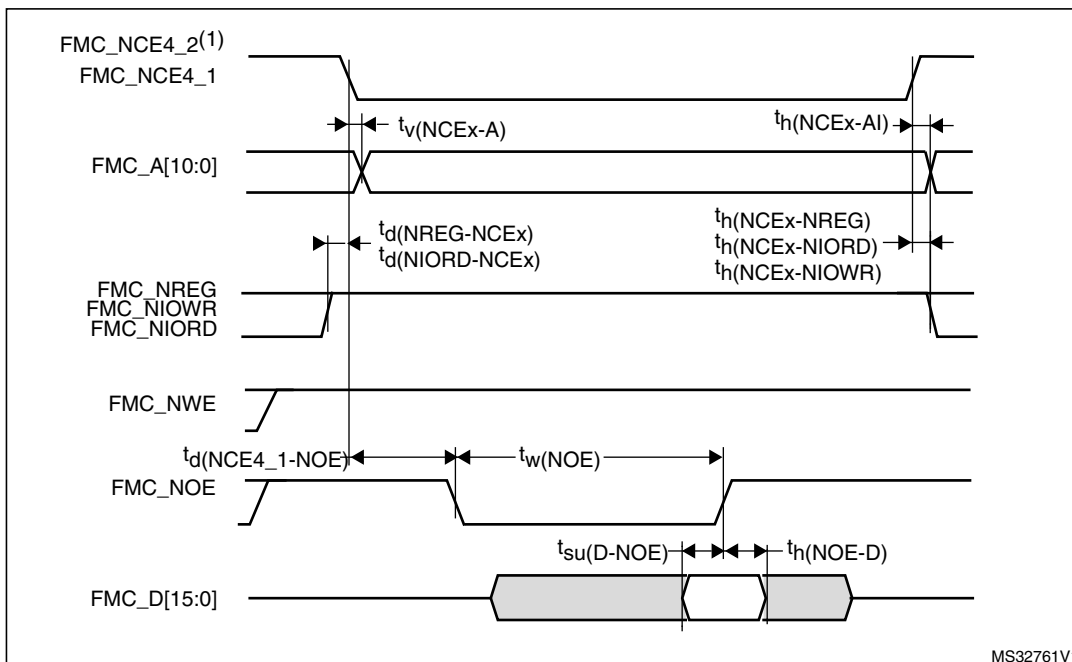 FMC_NCE4_2(1)
FMC_NCE4_1
tv(NCEx-A)
th(NCEx-AI)
FMC_A[10:0]
td(NREG-NCEx)
td(NIORD-NCEx)
th(NCEx-NREG)
th(NCEx-NIORD)
th(NCEx-NIOWR)
FMC_NREG
FMC_NIOWR
FMC_NIORD
FMC_NWE
td(NCE4_1-NOE)
tw(NOE)
FMC_NOE
tsu(D-NOE)
th(NOE-D)
FMC_D[15:0]
MS32761V1